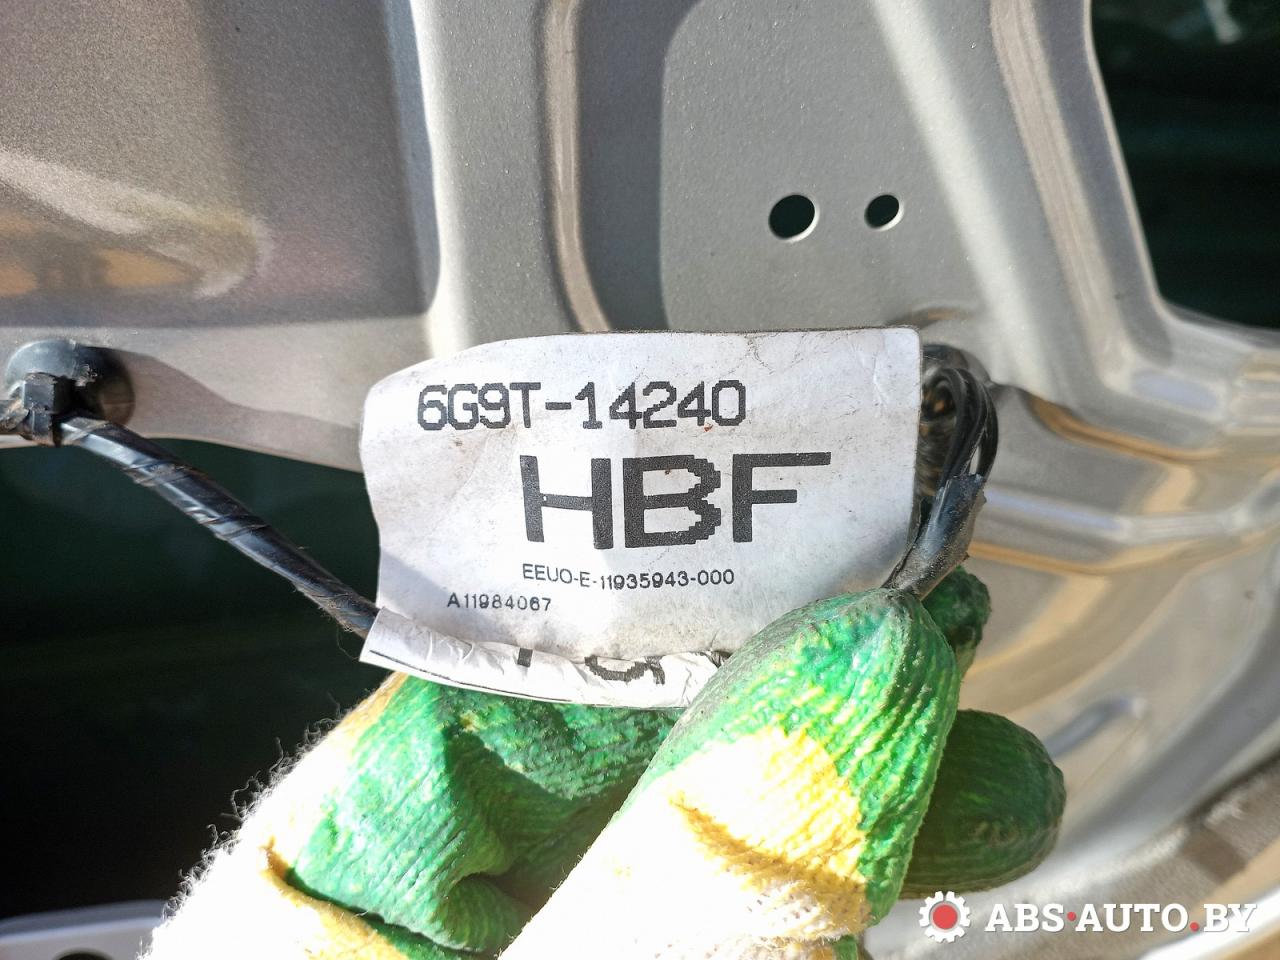 6G9T-14240
HBF
EEUO-E-11935943-000
A11984067
ABS·AUTO.BY